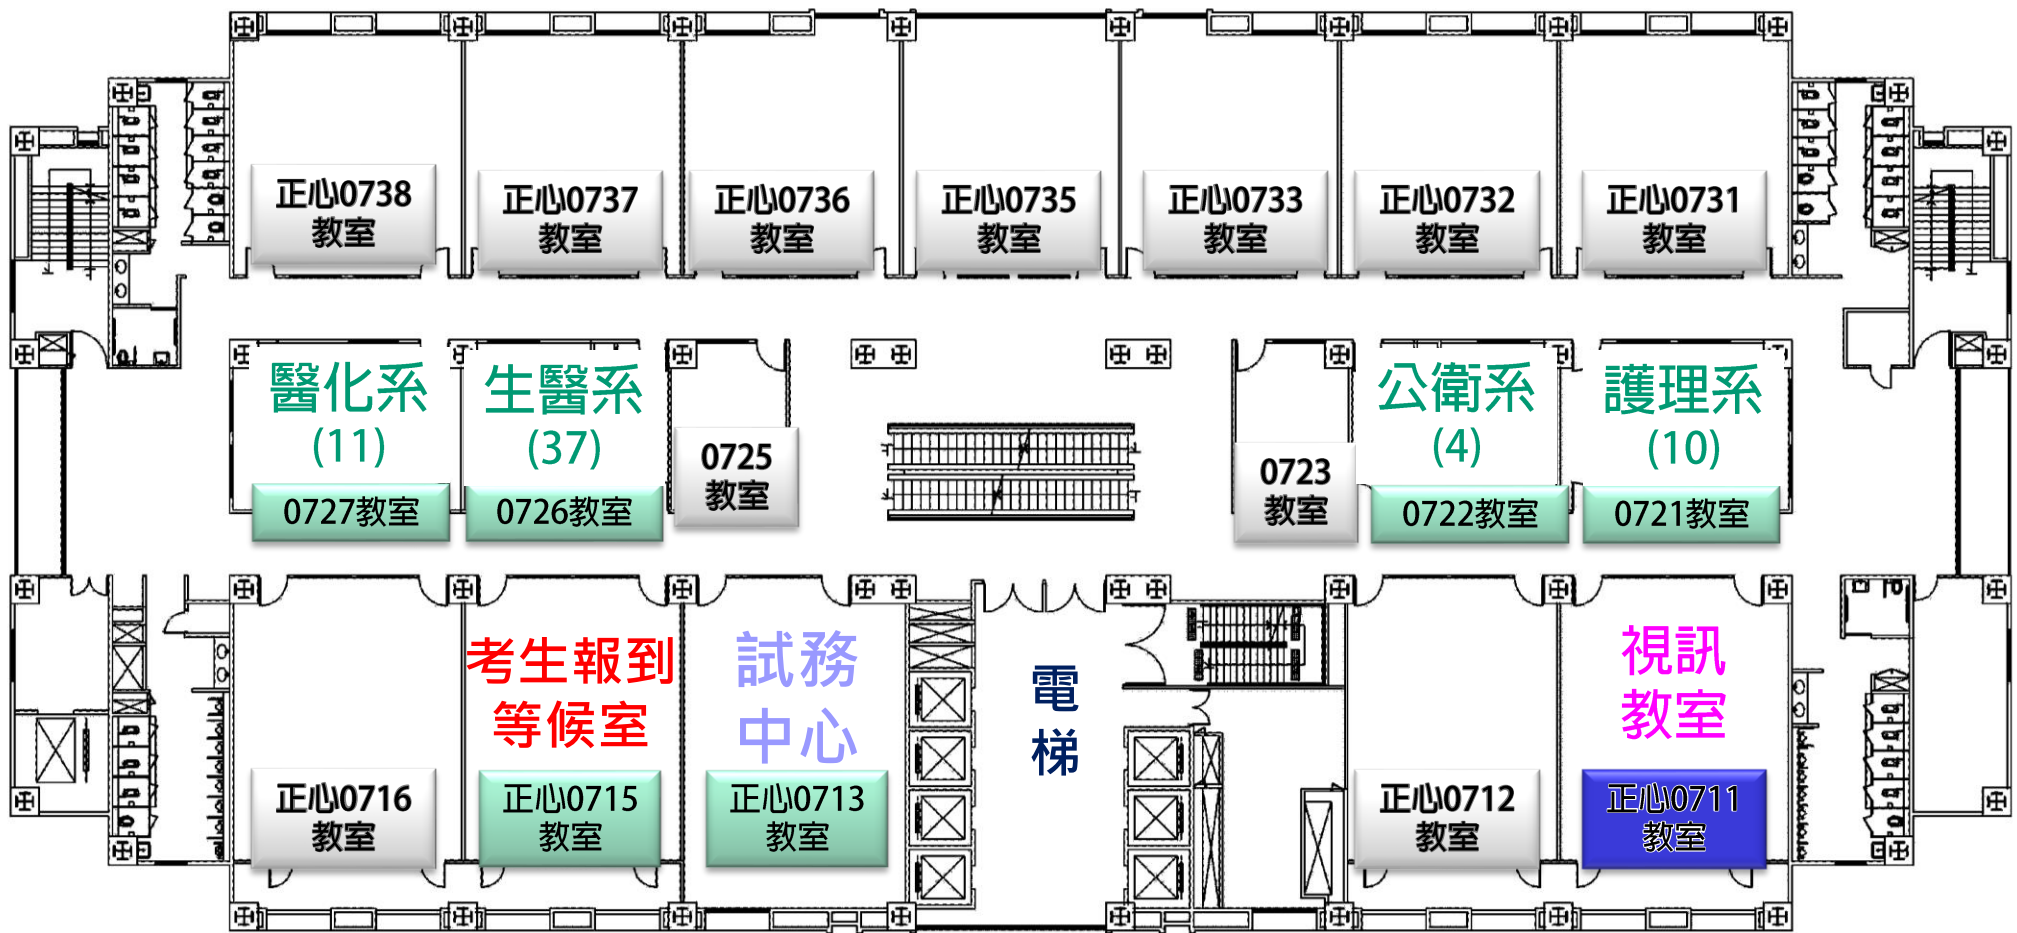 正心0738
教室
正心0737
教室
正心0736
教室
正心0735
教室
正心0733
教室
正心0732
教室
正心0731
教室
醫化系
(11)
0727教室
生醫系
(37)
0726教室
0725
教室
0723
教室
公衛系
(4)
0722教室
護理系
(10)
0721教室
正心0716
教室
考生報到
等候室
正心0715
教室
試務
中心
正心0713
教室
電
梯
正心0712
教室
視訊
教室
正心0711
教室